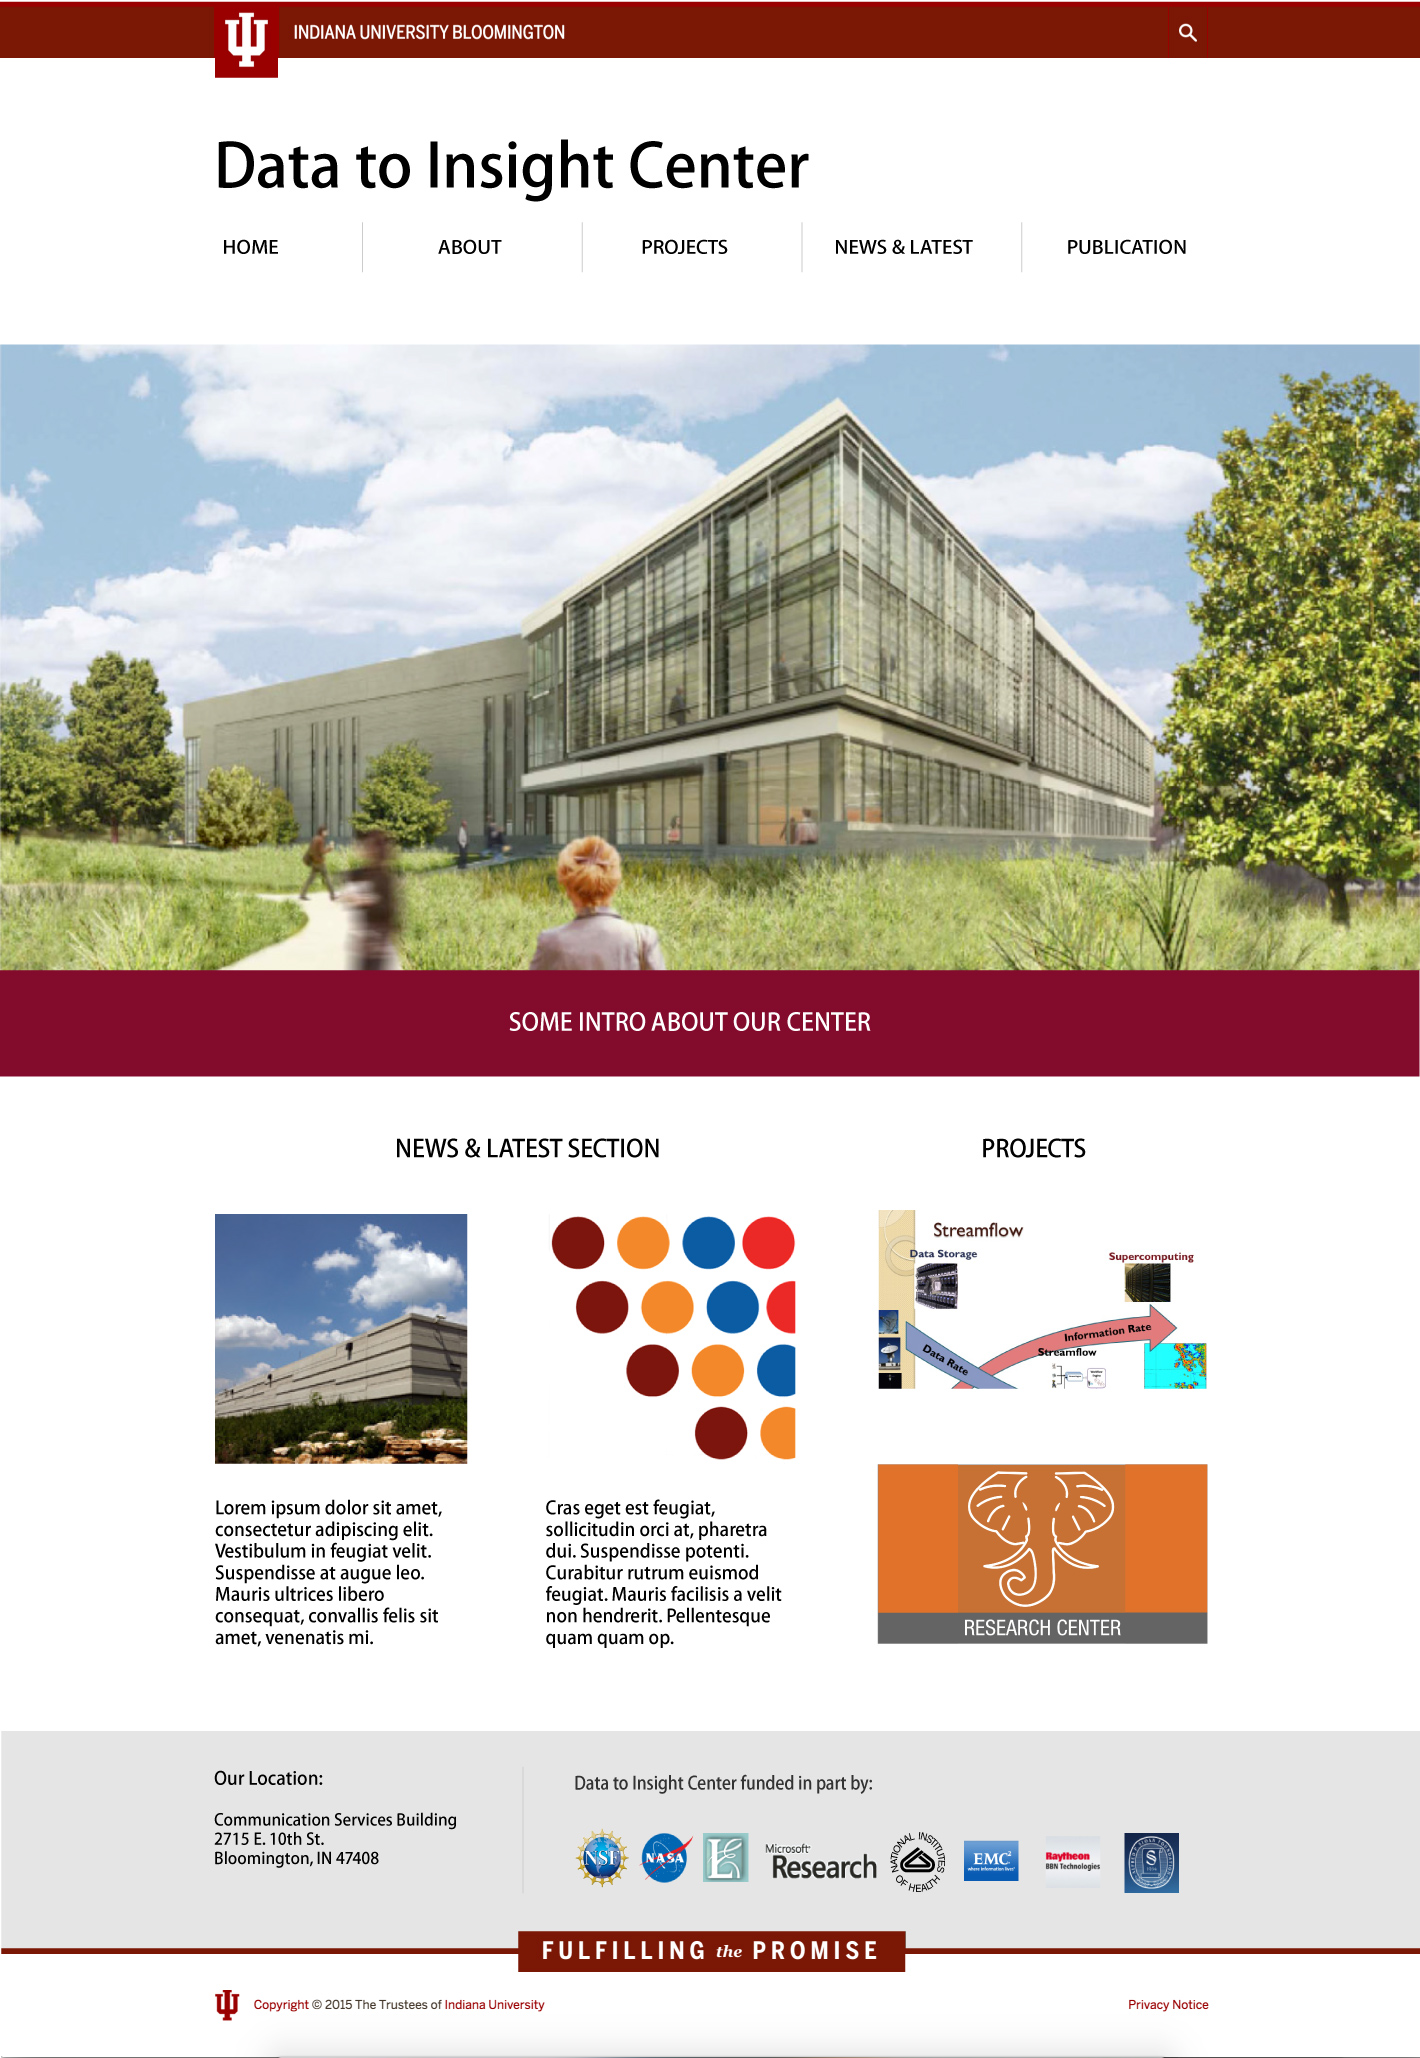 INDIANA UNIVERSITY BLOOMINGTON
Data to Insight Center
HOME
ABOUT
PROJECTS
NEWS & LATEST
PUBLICATION
SOME INTRO ABOUT OUR CENTER
NEWS & LATEST SECTION
Lorem ipsum dolor sit amet,
consectetur adipiscing elit.
Vestibulum in feugiat velit.
Suspendisse at augue leo.
Mauris ultrices libero
consequat, convallis felis sit
amet, venenatis mi.
Cras eget est feugiat,
sollicitudin orci at, pharetra
dui. Suspendisse potenti.
Curabitur rutrum euismod
feugiat. Mauris facilisis a velit
non hendrerit. Pellentesque
quam quam op.
PROJECTS
Streamflow
Data Storage
Supercomputing
Information Rate
Data Rate
Streamflow
RESEARCH CENTER
Our Location:
Communication Services Building
2715 E. 10th St.
Bloomington, IN 47408
Data to Insight Center funded in part by:
NSF
NASA
Microsoft
Research
NATIONAL INSTITUTES
OF HEALTH
EMC²
where information lives
Raytheon
BBN Technologies
FULFILLING the PROMISE
Copyright © 2015 The Trustees of Indiana University
Privacy Notice